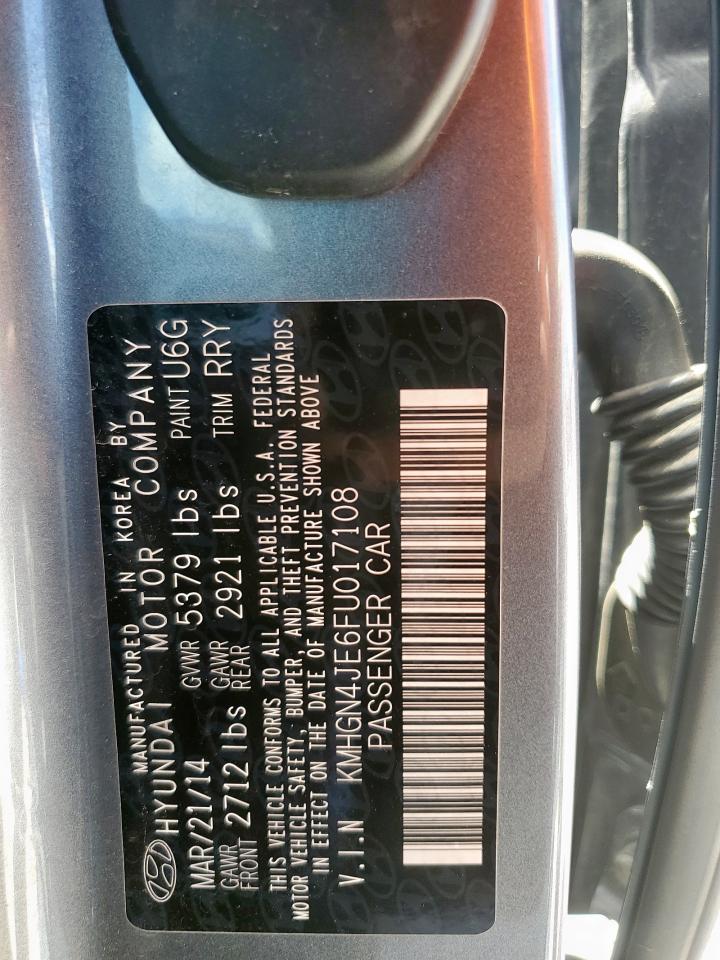 MANUFACTURED IN KOREA BY
HYUNDAI MOTOR COMPANY
MAR/21/14 GVWR 5379 lbs PAINT U6G
GAWR FRONT 2712 lbs GAWR REAR 2921 lbs TRIM RRY
THIS VEHICLE CONFORMS TO ALL APPLICABLE U.S.A. FEDERAL
MOTOR VEHICLE SAFETY, BUMPER, AND THEFT PREVENTION STANDARDS
IN EFFECT ON THE DATE OF MANUFACTURE SHOWN ABOVE
V.I.N KMHGN4JE6FU017108
PASSENGER CAR